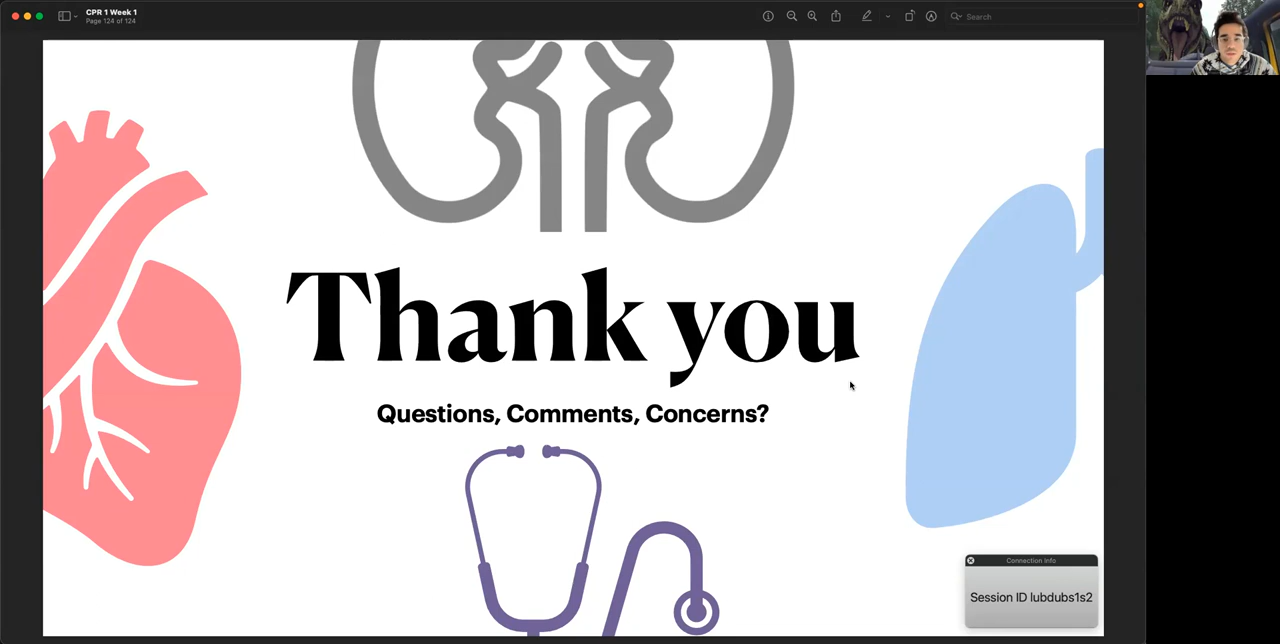 CPR 1 Week 1
Page 124 of 124
Search
Thank you
Questions, Comments, Concerns?
Connection Info
Session ID lubdubs1s2